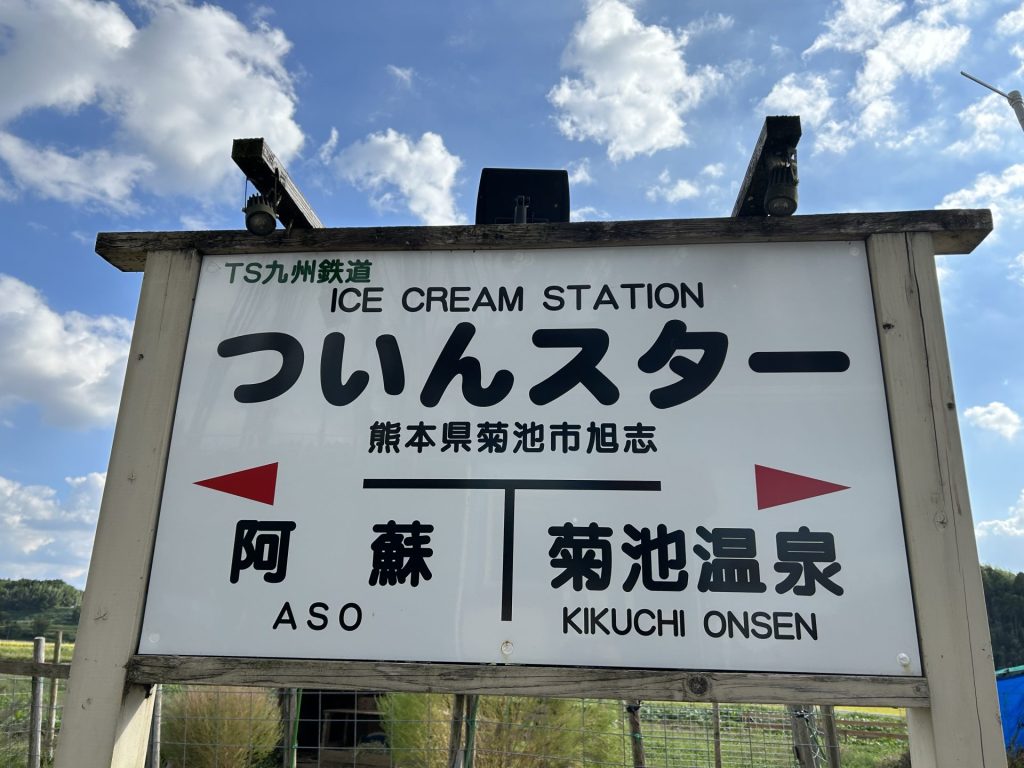 TS九州鉄道
ICE CREAM STATION
ついんスター
熊本県菊池市旭志
阿蘇 菊池温泉
ASO KIKUCHI ONSEN